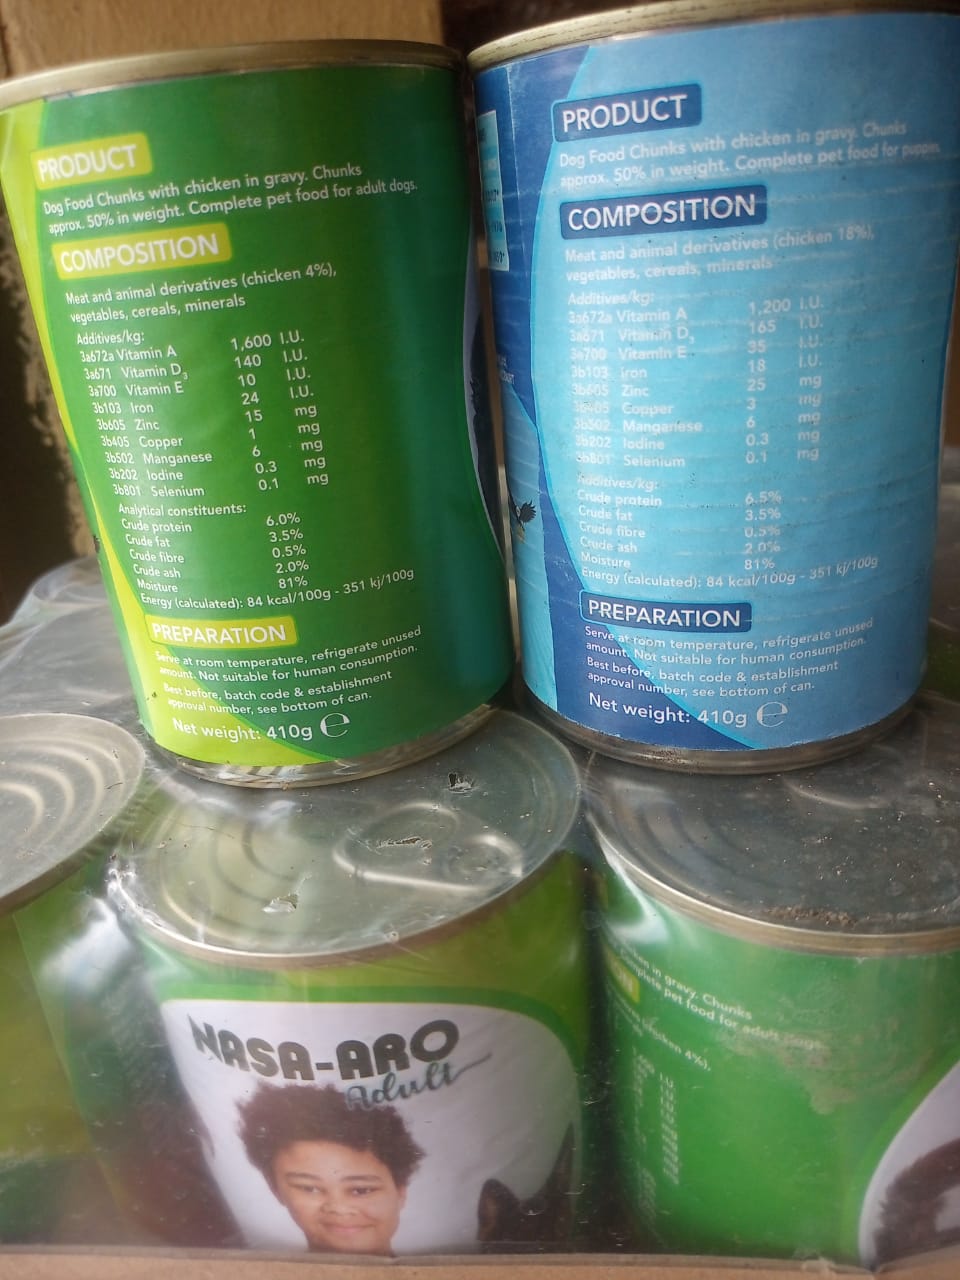 PRODUCT
Dog Food Chunks with chicken in gravy. Chunks
approx. 50% in weight. Complete pet food for adult dogs.
COMPOSITION
Meat and animal derivatives (chicken 4%),
vegetables, cereals, minerals
Additives/kg:
3a672a Vitamin A 1,600 I.U.
3a671 Vitamin D3 140 I.U.
3a700 Vitamin E 10 I.U.
3b103 Iron 24 I.U.
3b605 Zinc 15 mg
3b405 Copper 1 mg
3b502 Manganese 6 mg
3b202 Iodine 0.3 mg
3b801 Selenium 0.1 mg
Analytical constituents:
Crude protein 6.0%
Crude fat 3.5%
Crude fibre 0.5%
Crude ash 2.0%
Moisture 81%
Energy (calculated): 84 kcal/100g - 351 kj/100g
PREPARATION
Serve at room temperature, refrigerate unused
amount. Not suitable for human consumption.
Best before, batch code & establishment
approval number, see bottom of can.
Net weight: 410g e
PRODUCT
Dog Food Chunks with chicken in gravy. Chunks
approx. 50% in weight. Complete pet food for puppies
COMPOSITION
Meat and animal derivatives (chicken 18%),
vegetables, cereals, minerals
Additives/kg:
3a672a Vitamin A 1,200 I.U.
3a671 Vitamin D3 165 I.U.
3a700 Vitamin E 35 I.U.
3b103 Iron 18 I.U.
3b605 Zinc 25 mg
3b405 Copper 3 mg
3b502 Manganese 6 mg
3b202 Iodine 0.3 mg
3b801 Selenium 0.1 mg
Additives/kg:
Crude protein 6.5%
Crude fat 3.5%
Crude fibre 0.5%
Crude ash 2.0%
Moisture 81%
Energy (calculated): 84 kcal/100g - 351 kj/100g
PREPARATION
Serve at room temperature, refrigerate unused
amount. Not suitable for human consumption.
Best before, batch code & establishment
approval number, see bottom of can.
Net weight: 410g e
NASA-ARO
Adult
in gravy. Chunks
Complete pet food for adult dogs.
(chicken 4%),